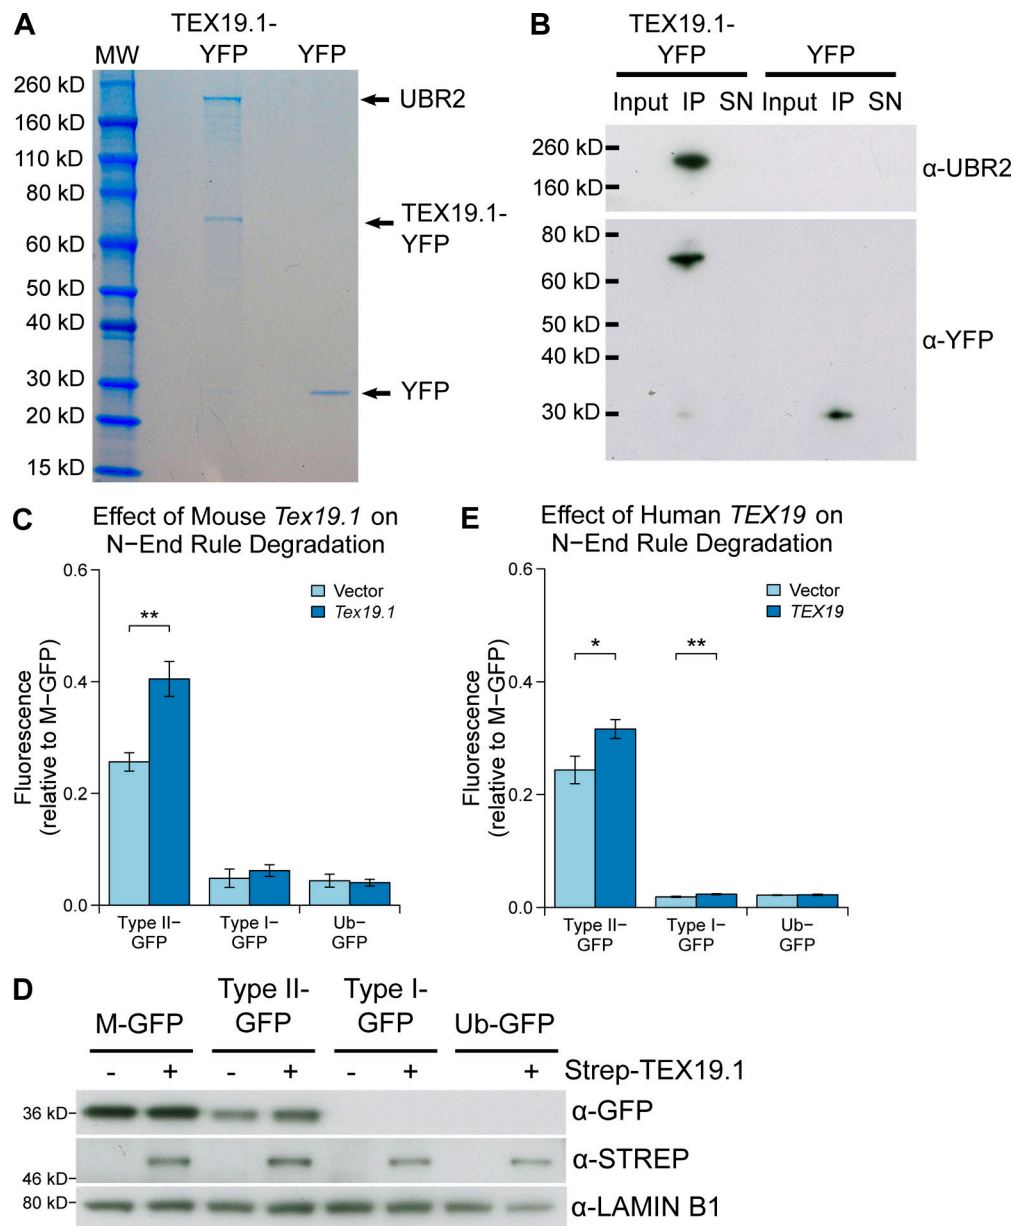 A
TEX19.1-
MW YFP YFP
260 kD
160 kD
110 kD
80 kD
60 kD
50 kD
40 kD
30 kD
20 kD
15 kD
UBR2
TEX19.1-
YFP
YFP
B
TEX19.1-
YFP YFP
Input IP SN Input IP SN
260 kD
160 kD
α-UBR2
80 kD
60 kD
50 kD
40 kD
30 kD
α-YFP
C
Effect of Mouse Tex19.1 on
N−End Rule Degradation
Fluorescence
(relative to M−GFP)
0.6
0.4
0.2
0.0
Vector
Tex19.1
**
Type II−
GFP
Type I−
GFP
Ub−
GFP
E
Effect of Human TEX19 on
N−End Rule Degradation
Fluorescence
(relative to M−GFP)
0.6
0.4
0.2
0.0
Vector
TEX19
*
**
Type II−
GFP
Type I−
GFP
Ub−
GFP
D
M-GFP
Type II-
GFP
Type I-
GFP
Ub-GFP
- + - + - + + Strep-TEX19.1
36 kD
α-GFP
α-STREP
46 kD
80 kD
α-LAMIN B1